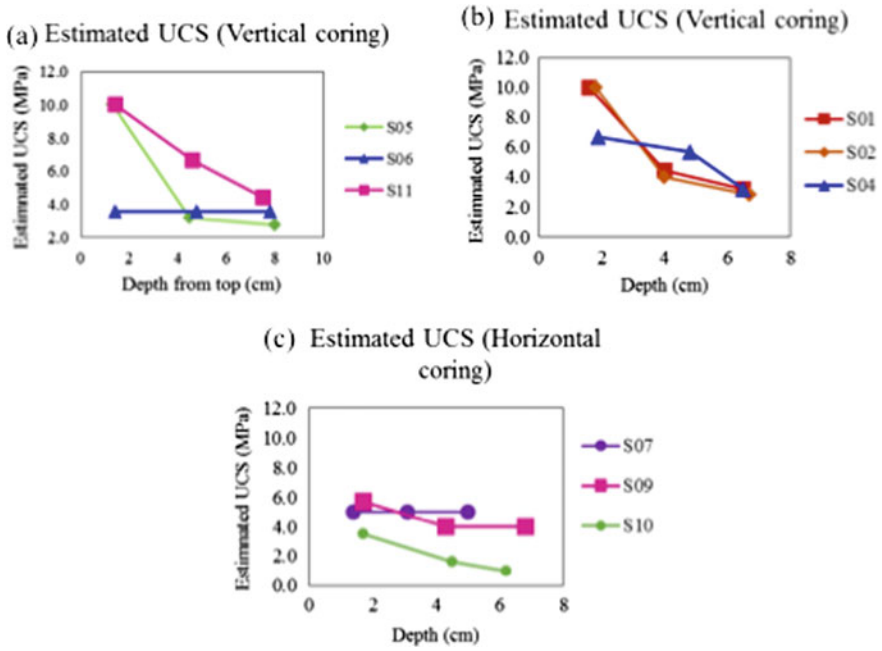 (a) Estimated UCS (Vertical coring)
Estimnated UCS (MPa)
12.0
10.0
8.0
6.0
4.0
2.0
0 2 4 6 8 10
Depth from top (cm)
S05
S06
S11
(b) Estimated UCS (Vertical coring)
Estimnated UCS (MPa)
12.0
10.0
8.0
6.0
4.0
2.0
0.0
0 2 4 6 8
Depth (cm)
S01
S02
S04
(c) Estimated UCS (Horizontal
coring)
Estimnated UCS (MPa)
12.0
10.0
8.0
6.0
4.0
2.0
0.0
0 2 4 6 8
Depth (cm)
S07
S09
S10